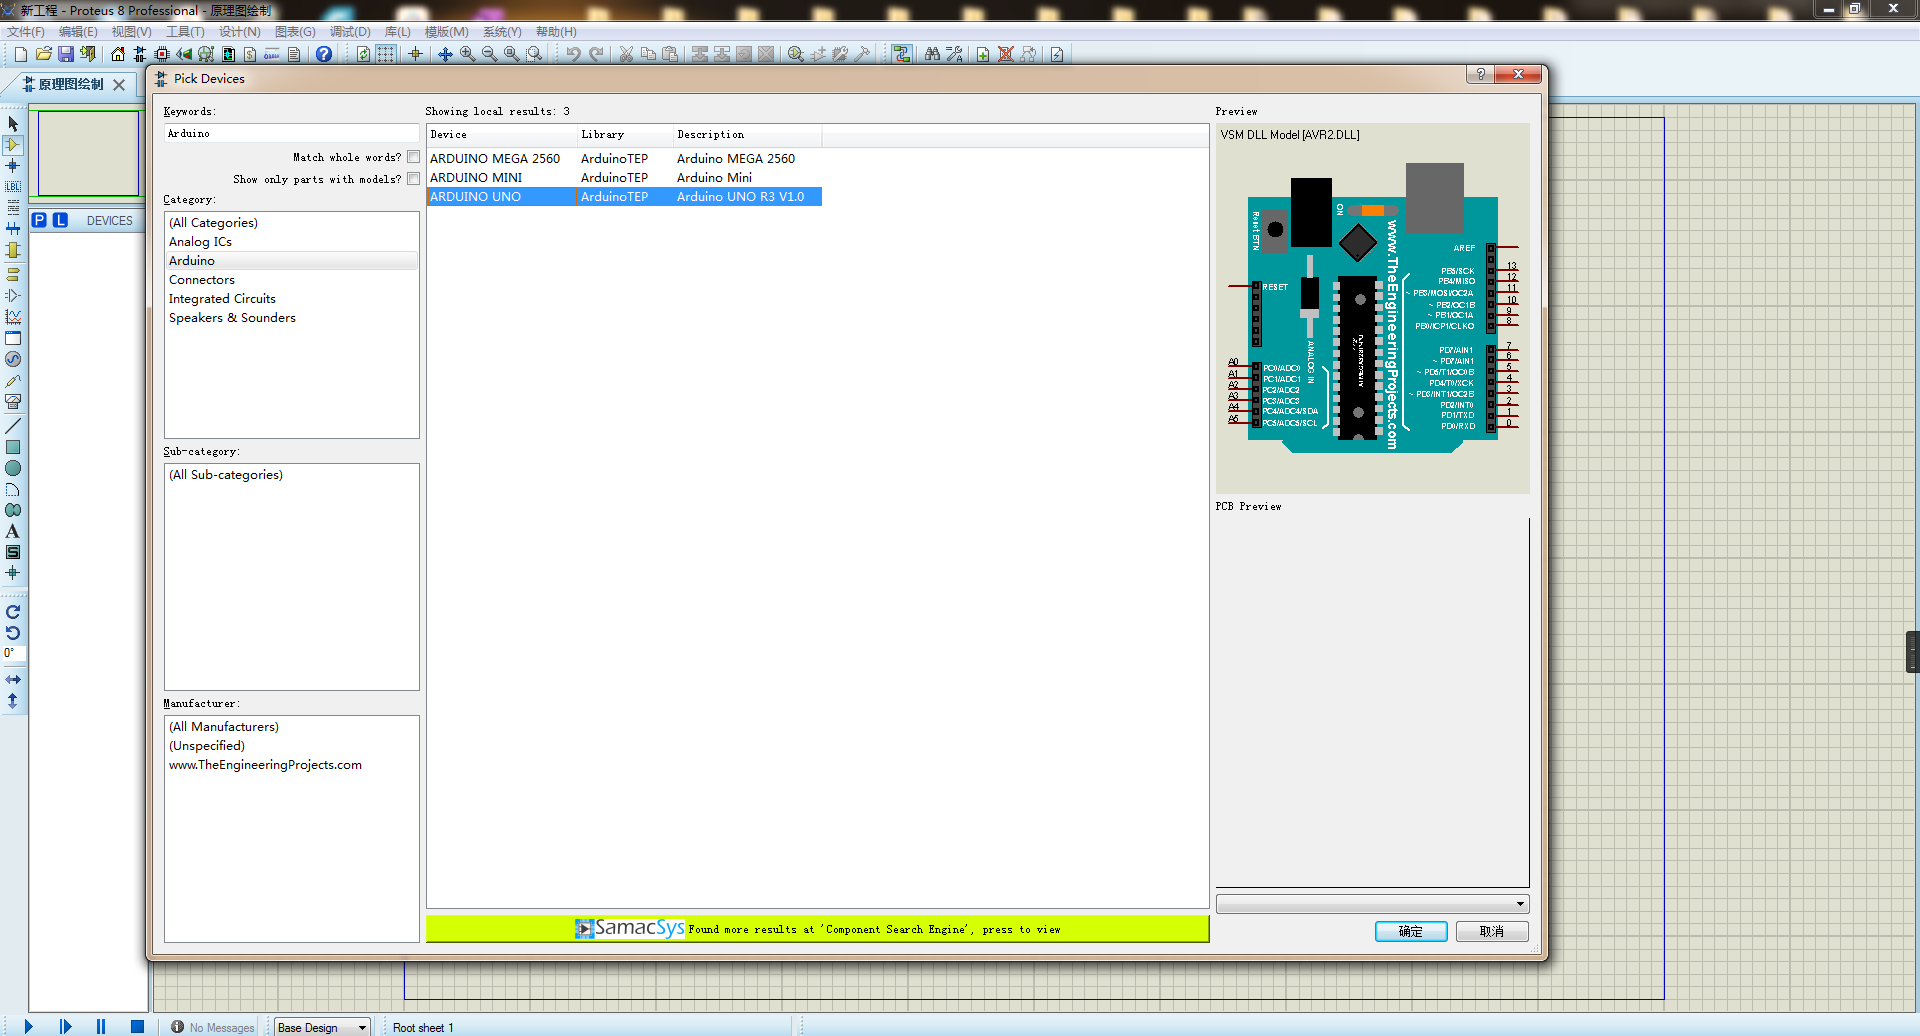 新工程 - Proteus 8 Professional - 原理图绘制
文件(F) 编辑(E) 视图(V) 工具(T) 设计(N) 图表(G) 调试(D) 库(L) 模版(M) 系统(Y) 帮助(H)
原理图绘制
Pick Devices
Keywords:
Arduino
Match whole words?
Show only parts with models?
Category:
(All Categories)
Analog ICs
Arduino
Connectors
Integrated Circuits
Speakers & Sounders
Sub-category:
(All Sub-categories)
Manufacturer:
(All Manufacturers)
(Unspecified)
www.TheEngineeringProjects.com
Showing local results: 3
Device Library Description
ARDUINO MEGA 2560 ArduinoTEP Arduino MEGA 2560
ARDUINO MINI ArduinoTEP Arduino Mini
ARDUINO UNO ArduinoTEP Arduino UNO R3 V1.0
SamacSys Found more results at 'Component Search Engine', press to view
Preview
VSM DLL Model [AVR2.DLL]
Reset BTN
ON
www.TheEngineeringProjects.com
RESET
ANALOG IN
AREF
PB5/SCK 13
PB4/MISO 12
~ PB3/MOSI/OC2A 11
~ PB2/OC1B 10
~ PB1/OC1A 9
PB0/ICP1/CLKO 8
PD7/AIN1 7
~ PD7/AIN1 6
~ PD5/T1/OC0B 5
PD4/T0/XCK 4
~ PD3/INT1/OC2B 3
PD2/INT0 2
PD1/TXD 1
PD0/RXD 0
A0 PC0/ADC0
A1 PC1/ADC1
A2 PC2/ADC2
A3 PC3/ADC3
A4 PC4/ADC4/SDA
A5 PC5/ADC5/SCL
PCB Preview
确定 取消
P L DEVICES
LBL
A
S
0°
No Messages Base Design Root sheet 1